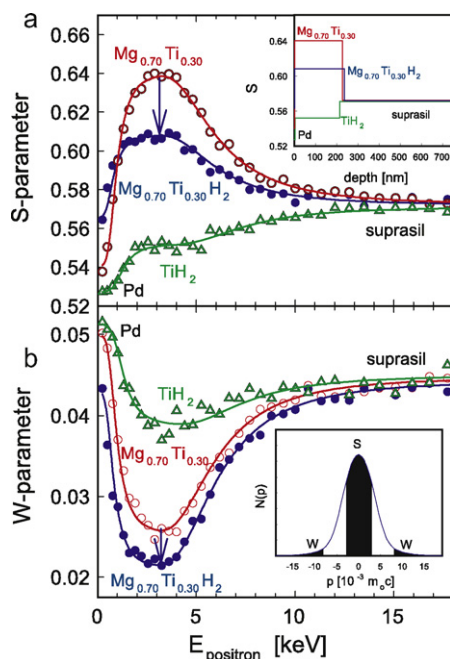 a
S-parameter
0.64
0.62
0.60
0.58
0.56
0.54
0.52
Mg0.70Ti0.30
Mg0.70Ti0.30H2
TiH2
Pd
suprasil
S
0.64
0.60
0.56
0.52
Mg0.70Ti0.30
Mg0.70Ti0.30H2
suprasil
TiH2
Pd
0 100 200 300 400 500 600 700
depth [nm]
b
W-parameter
0.05
0.04
0.03
0.02
Pd
suprasil
TiH2
Mg0.70Ti0.30
Mg0.70Ti0.30H2
N(p)
S
W W
-15 -10 -5 0 5 10 15
p [10-3 moc]
0 5 10 15
Epositron [keV]